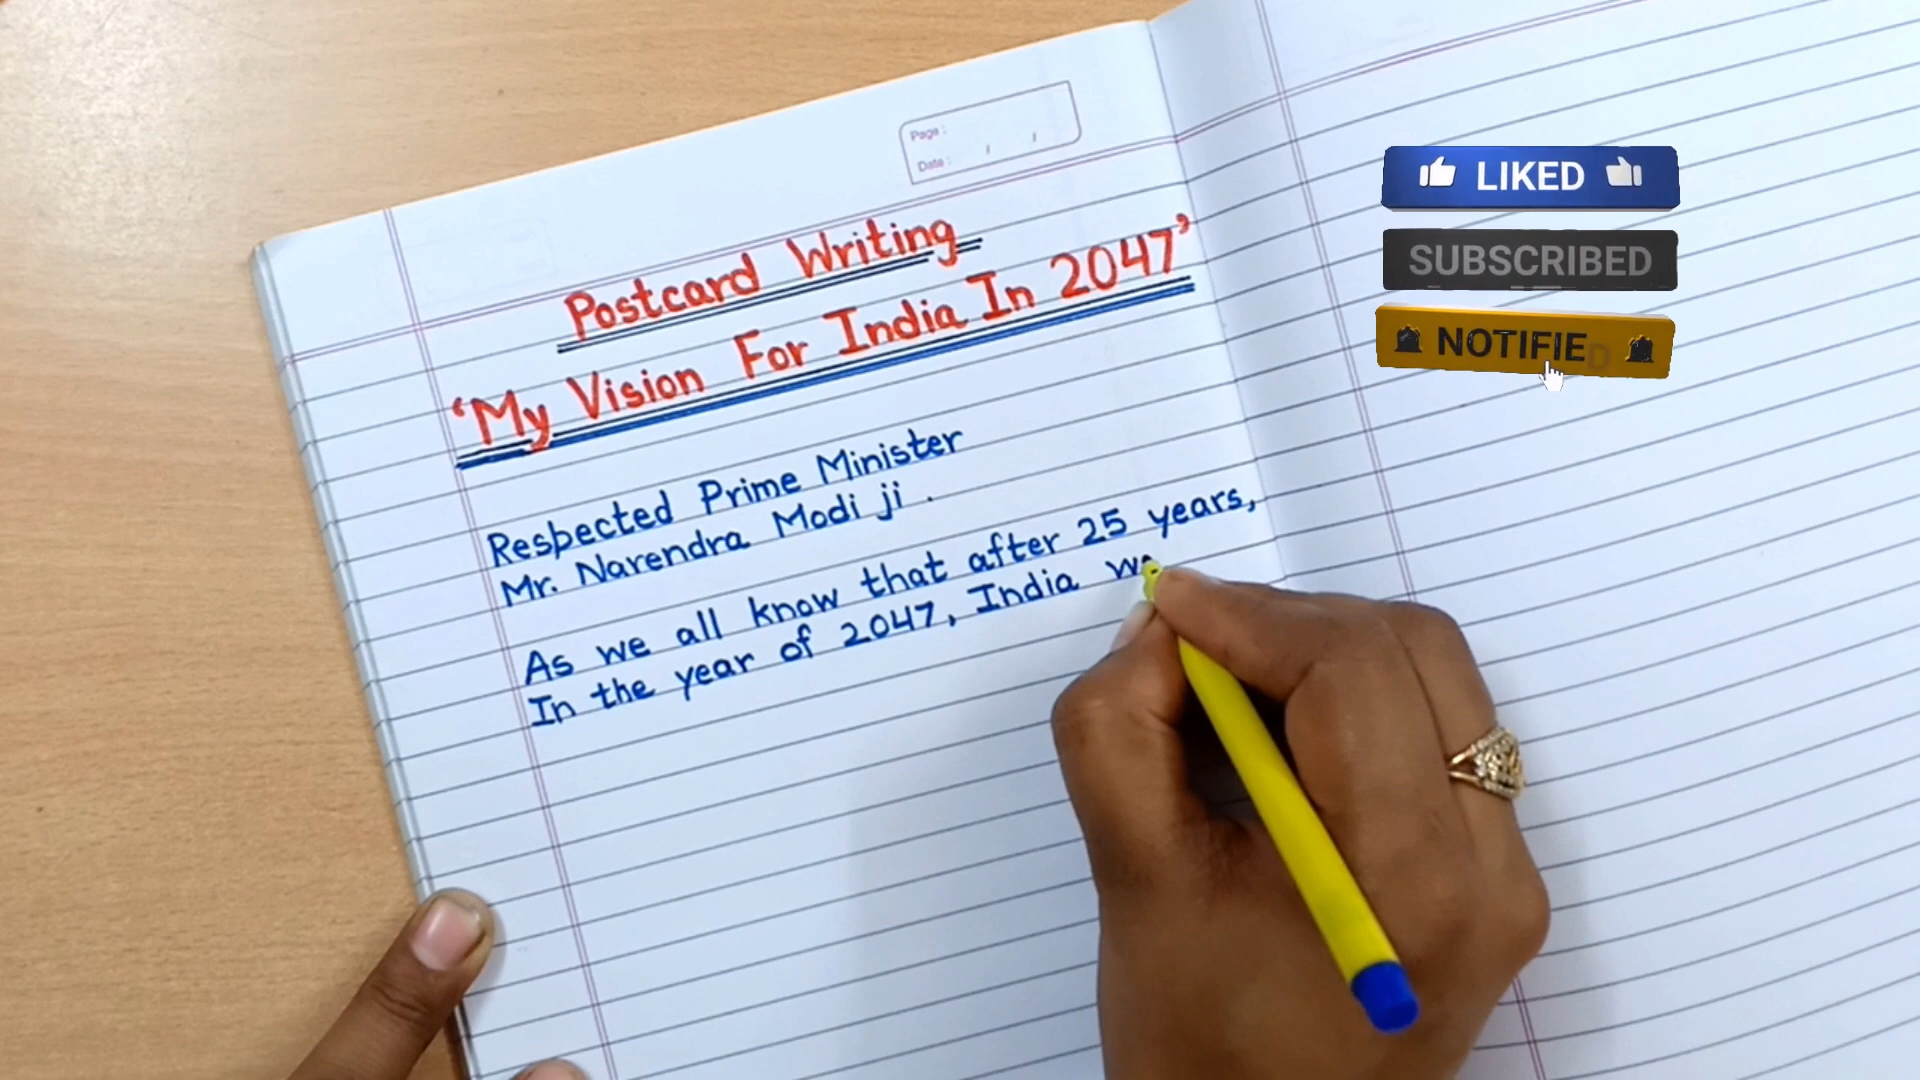 Page :
Date : / /
Postcard Writing
‘My Vision For India In 2047’
Respected Prime Minister
Mr. Narendra Modi ji .
As we all know that after 25 years,
In the year of 2047, India
LIKED
SUBSCRIBED
NOTIFIED